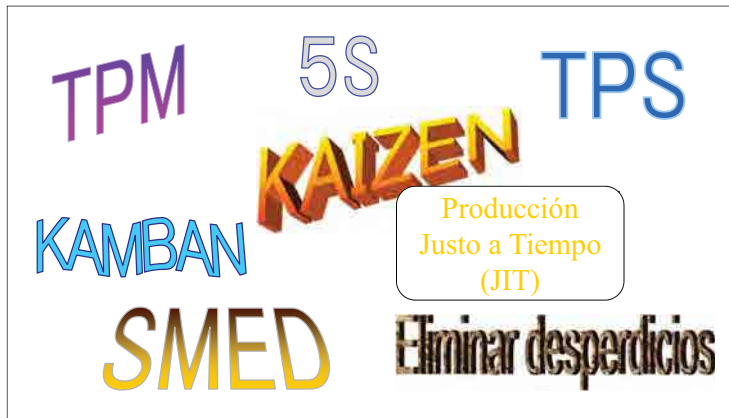 5S
TPM
TPS
KAIZEN
Producción
Justo a Tiempo
(JIT)
KAMBAN
SMED
Eliminar desperdicios